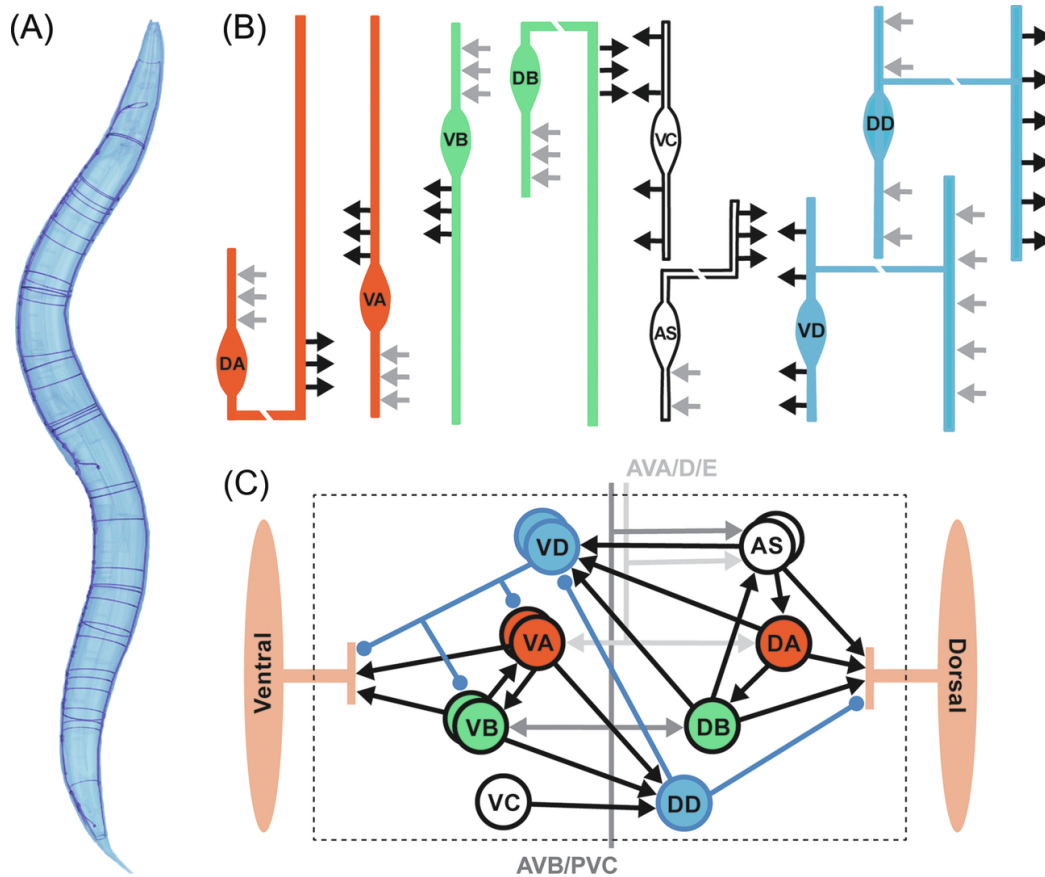 (A)
(B)
DA
VA
VB
DB
VC
AS
VD
DD
(C)
AVA/D/E
Ventral
VD
AS
VA
DA
VB
DB
VC
DD
Dorsal
AVB/PVC